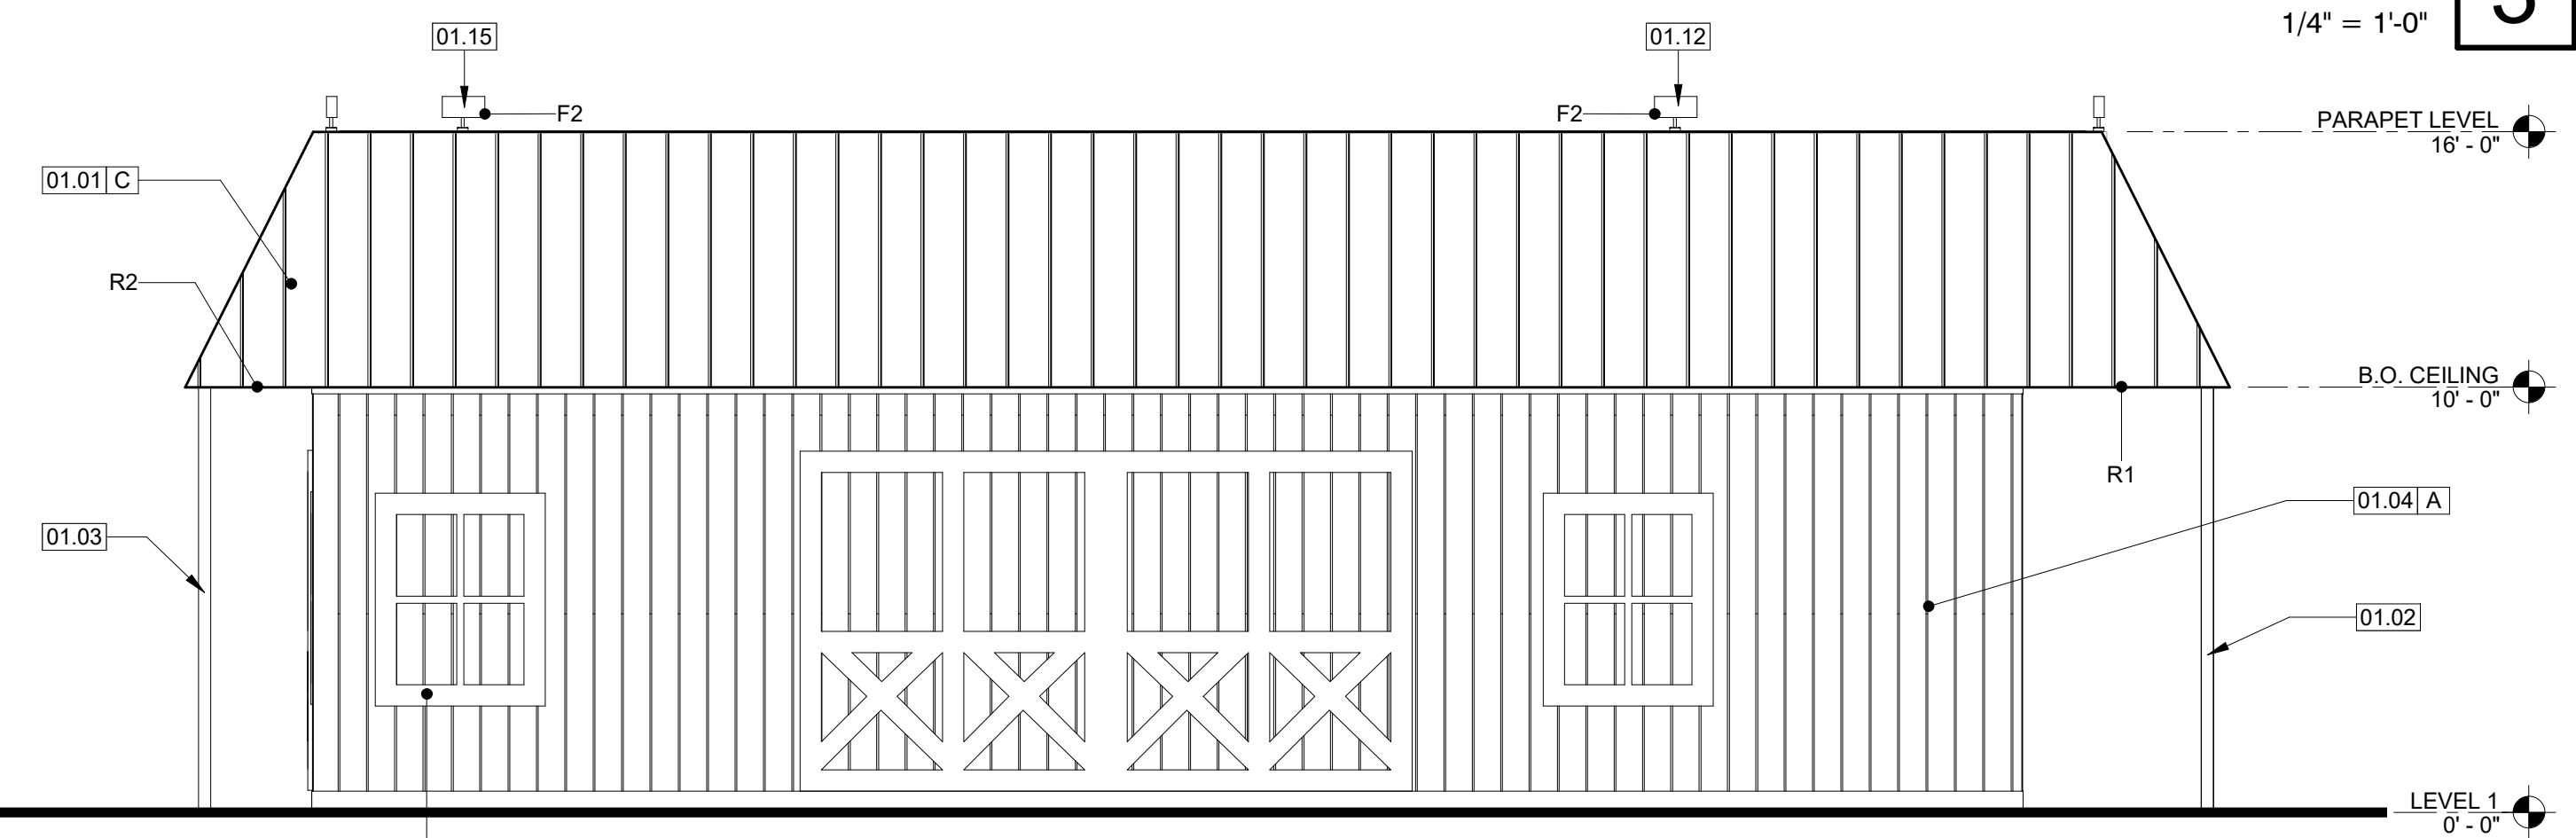 1/4" = 1'-0"
01.15
01.12
F2
F2
PARAPET LEVEL
16' - 0"
01.01 C
R2
B.O. CEILING
10' - 0"
R1
01.04 A
01.03
01.02
LEVEL 1
0' - 0"